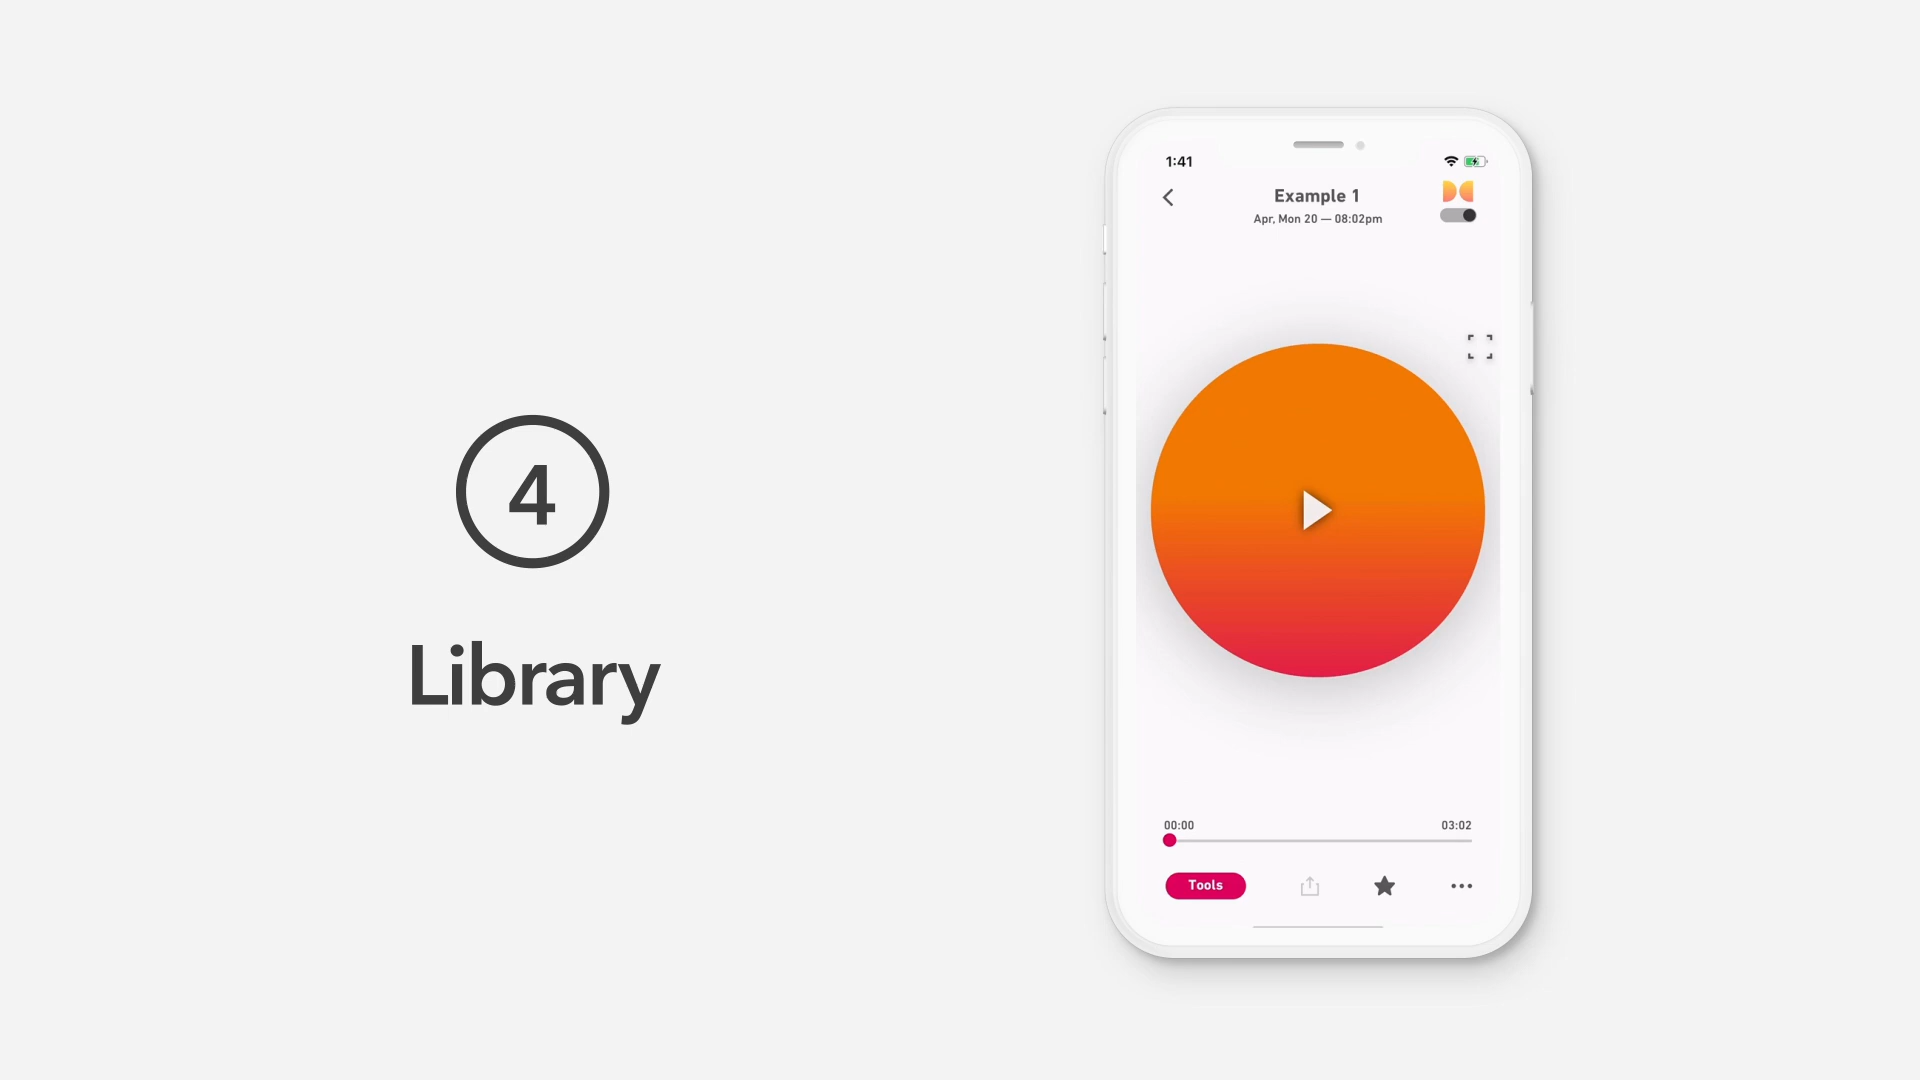 4
Library
1:41
Example 1
Apr, Mon 20 — 08:02pm
00:00 03:02
Tools